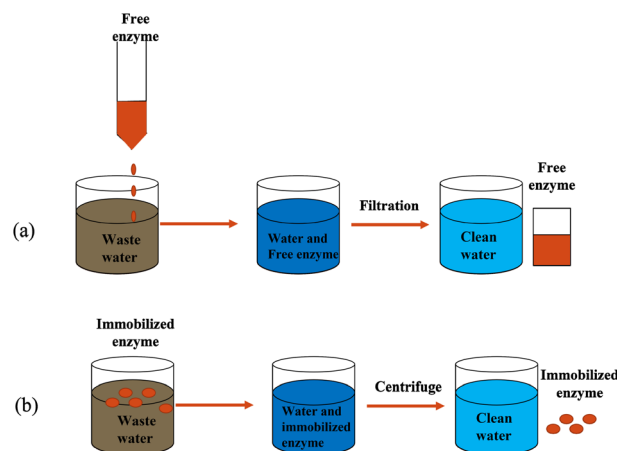 Free
enzyme
(a)
Waste
water
Water and
Free enzyme
Filtration
Clean
water
Free
enzyme
(b)
Immobilized
enzyme
Waste
water
Water and
immobilized
enzyme
Centrifuge
Clean
water
Immobilized
enzyme